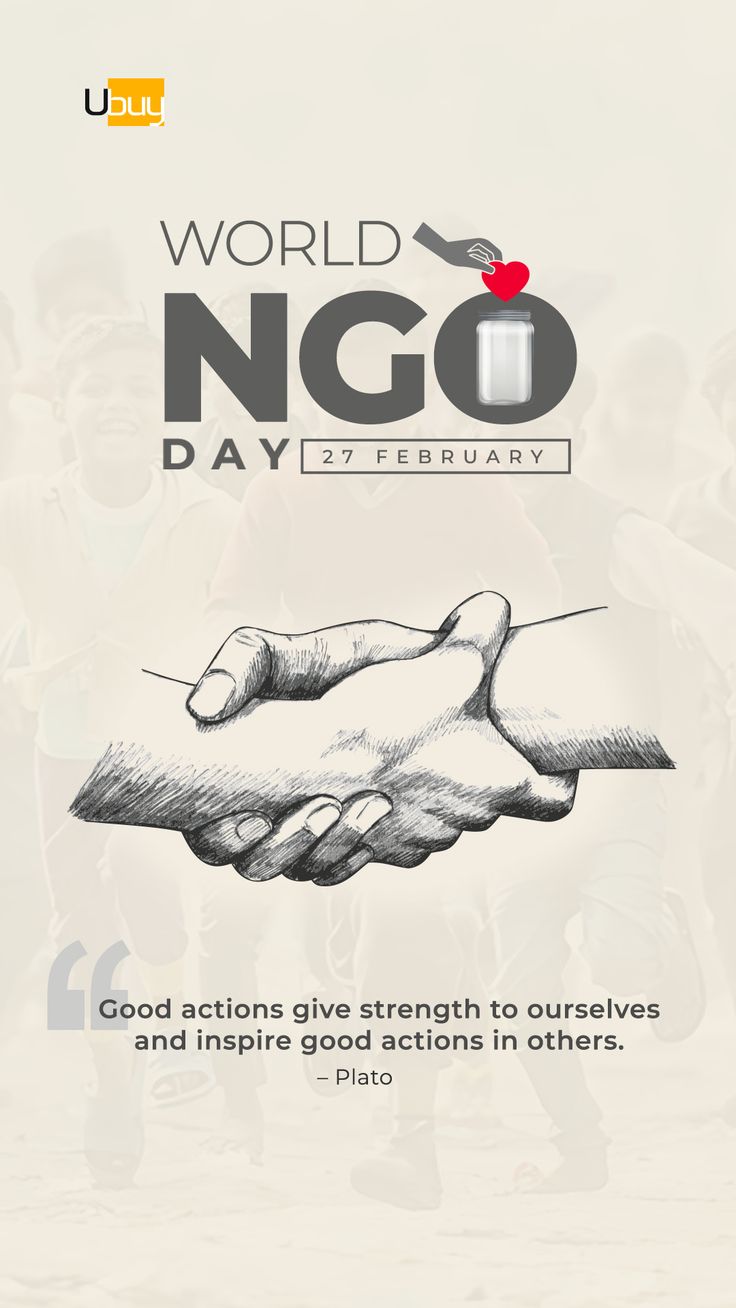 Ubuy
WORLD
NGO
DAY 27 FEBRUARY
“Good actions give strength to ourselves
and inspire good actions in others.
– Plato